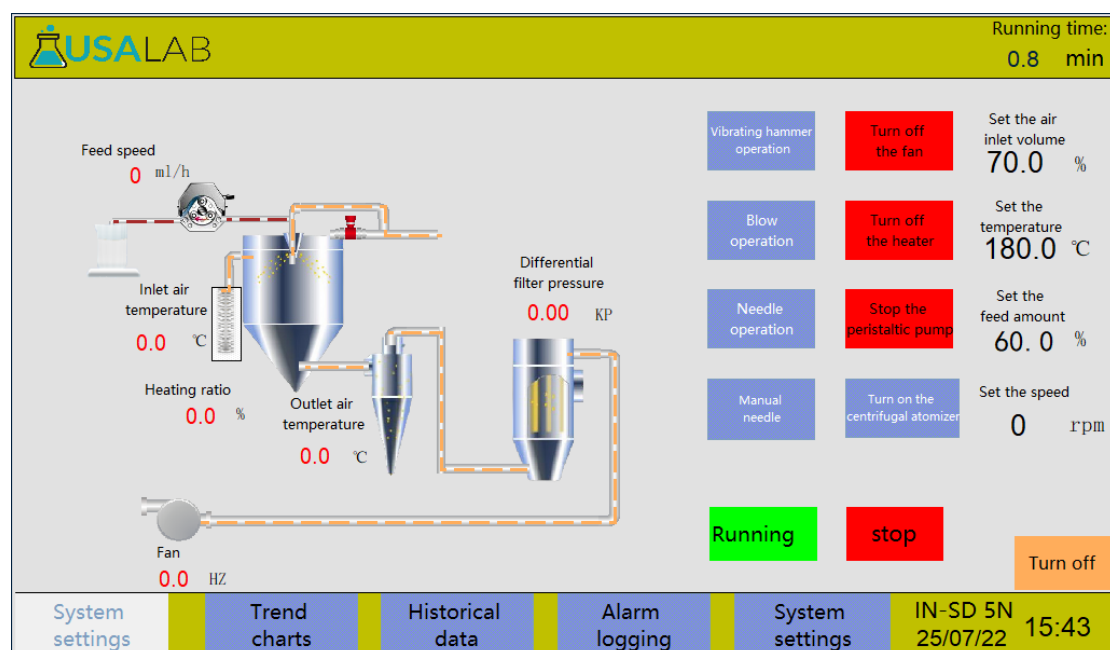 USALAB
Running time:
0.8 min
Feed speed
0 ml/h
Inlet air
temperature
0.0 ℃
Heating ratio
0.0 %
Outlet air
temperature
0.0 ℃
Differential
filter pressure
0.00 KP
Fan
0.0 HZ
Vibrating hammer
operation
Turn off
the fan
Set the air
inlet volume
70.0 %
Blow
operation
Turn off
the heater
Set the
temperature
180.0 ℃
Needle
operation
Stop the
peristaltic pump
Set the
feed amount
60.0 %
Manual
needle
Turn on the
centrifugal atomizer
Set the speed
0 rpm
Running
stop
Turn off
System
settings
Trend
charts
Historical
data
Alarm
logging
System
settings
IN-SD 5N
25/07/22
15:43